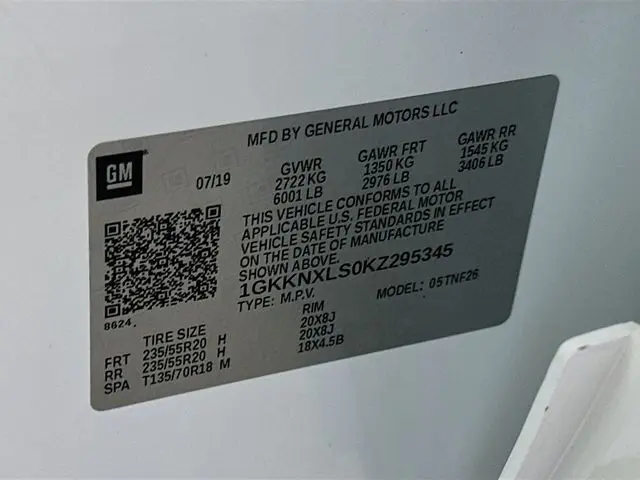 MFD BY GENERAL MOTORS LLC
GM
07/19
GVWR GAWR FRT GAWR RR
2722 KG 1350 KG 1545 KG
6001 LB 2976 LB 3406 LB
THIS VEHICLE CONFORMS TO ALL
APPLICABLE U.S. FEDERAL MOTOR
VEHICLE SAFETY STANDARDS IN EFFECT
ON THE DATE OF MANUFACTURE
SHOWN ABOVE.
1GKKNXLS0KZ295345
TYPE: M.P.V. MODEL: 05TNF26
8624
TIRE SIZE RIM
FRT 235/55R20 H 20X8J
RR 235/55R20 H 20X8J
SPA T135/70R18 M 18X4.5B